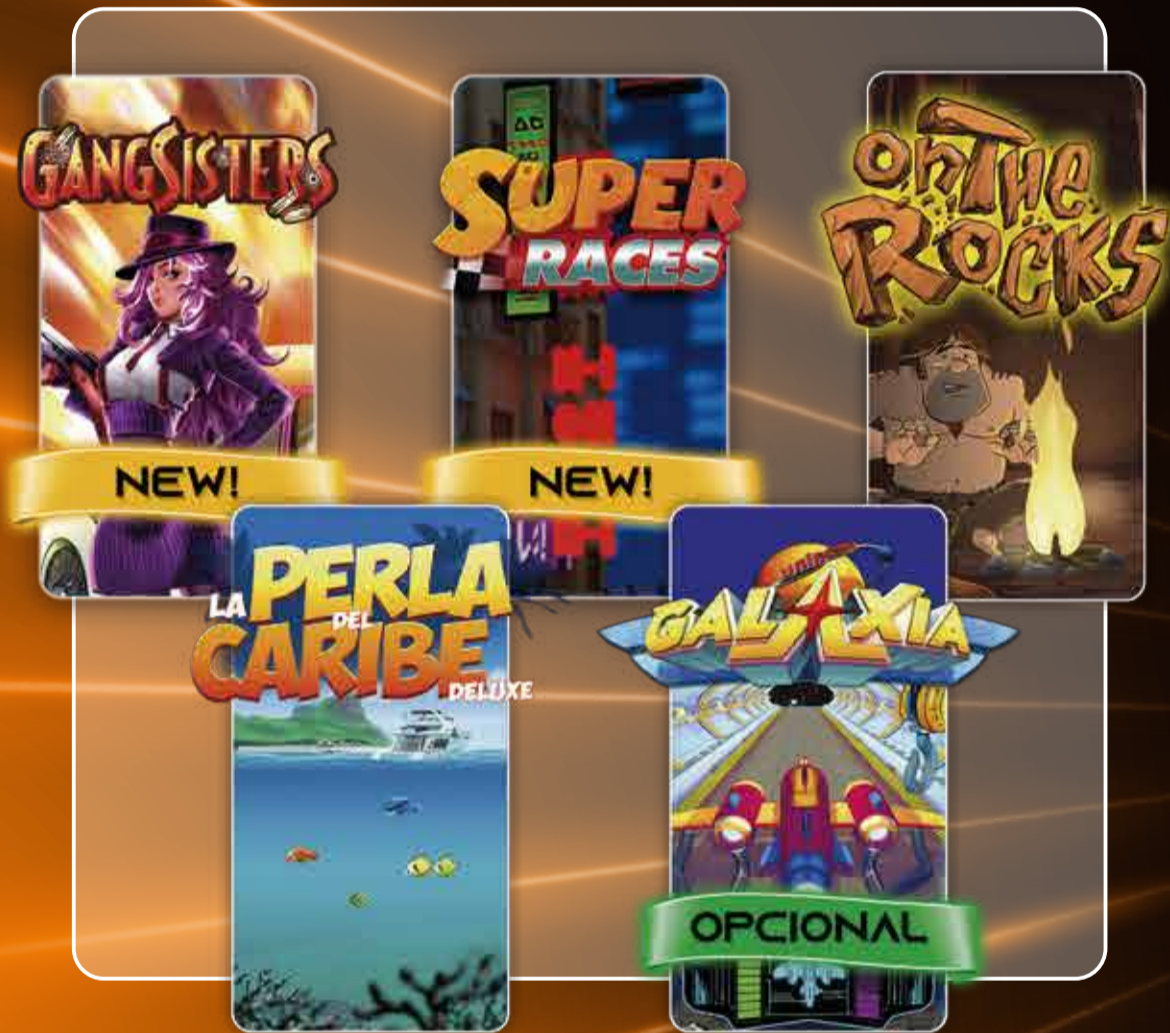 GANGSISTERS
NEW!
SUPER
RACES
NEW!
ON THE
ROCKS
LA PERLA
DEL
CARIBE
DELUXE
GALAXIA
OPCIONAL